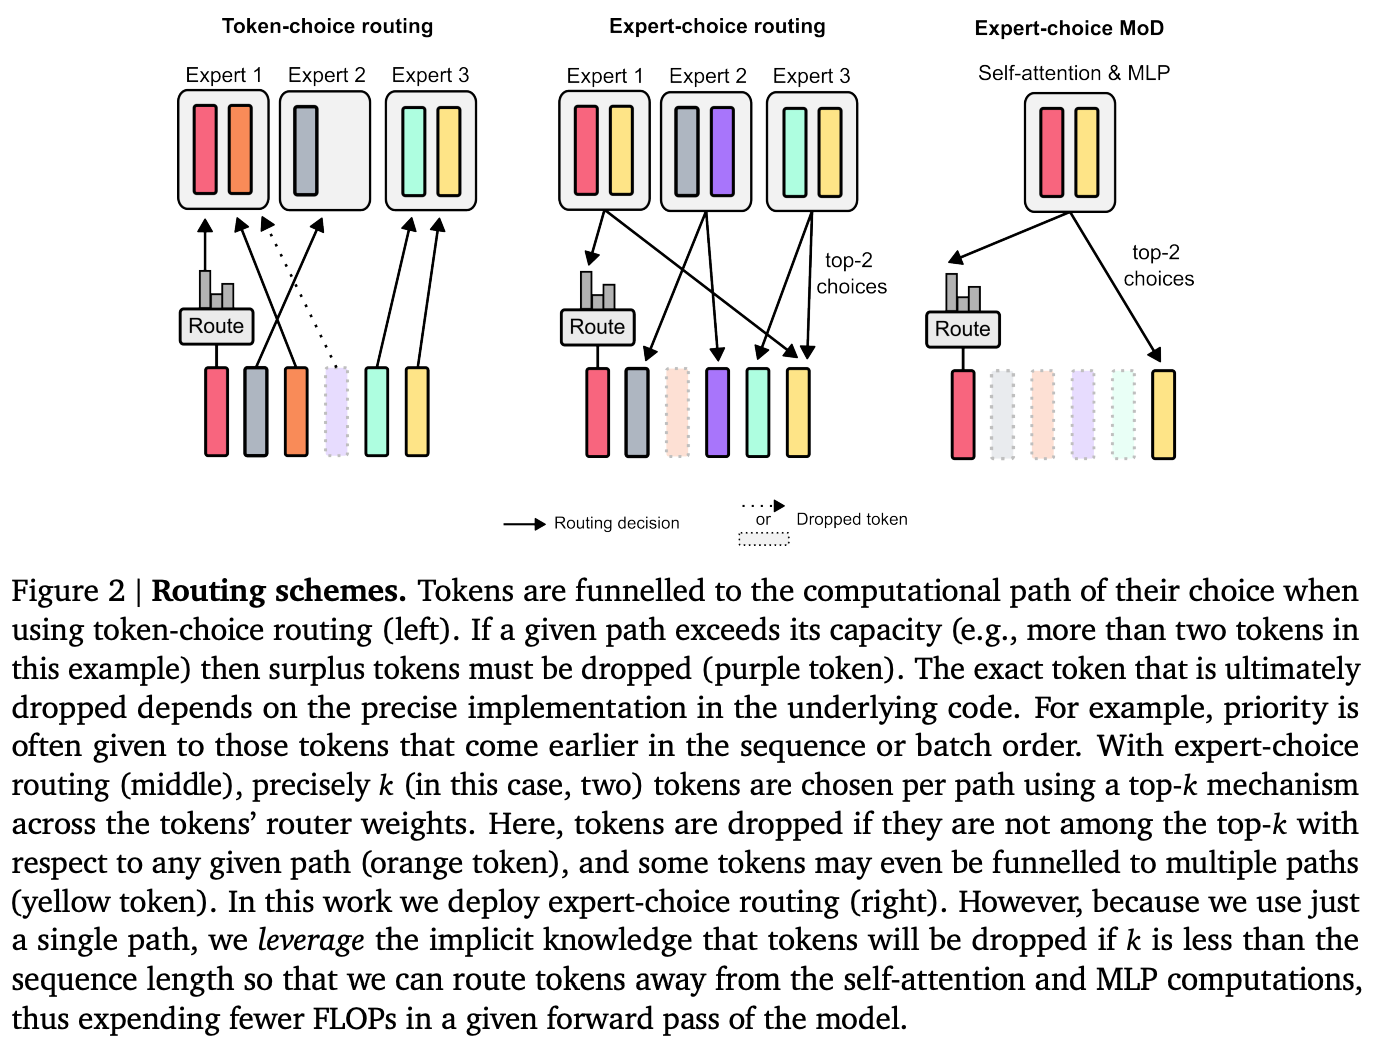 Token-choice routing
Expert-choice routing
Expert-choice MoD
Expert 1
Expert 2
Expert 3
Expert 1
Expert 2
Expert 3
Self-attention & MLP
top-2
choices
top-2
choices
Route
Route
Route
Routing decision
or
Dropped token
Figure 2 | Routing schemes. Tokens are funnelled to the computational path of their choice when
using token-choice routing (left). If a given path exceeds its capacity (e.g., more than two tokens in
this example) then surplus tokens must be dropped (purple token). The exact token that is ultimately
dropped depends on the precise implementation in the underlying code. For example, priority is
often given to those tokens that come earlier in the sequence or batch order. With expert-choice
routing (middle), precisely k (in this case, two) tokens are chosen per path using a top-k mechanism
across the tokens’ router weights. Here, tokens are dropped if they are not among the top-k with
respect to any given path (orange token), and some tokens may even be funnelled to multiple paths
(yellow token). In this work we deploy expert-choice routing (right). However, because we use just
a single path, we leverage the implicit knowledge that tokens will be dropped if k is less than the
sequence length so that we can route tokens away from the self-attention and MLP computations,
thus expending fewer FLOPs in a given forward pass of the model.